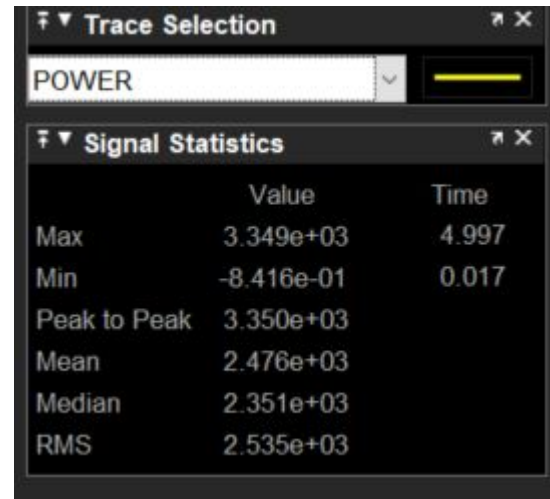 Trace Selection
POWER
Signal Statistics
Value Time
Max 3.349e+03 4.997
Min -8.416e-01 0.017
Peak to Peak 3.350e+03
Mean 2.476e+03
Median 2.351e+03
RMS 2.535e+03